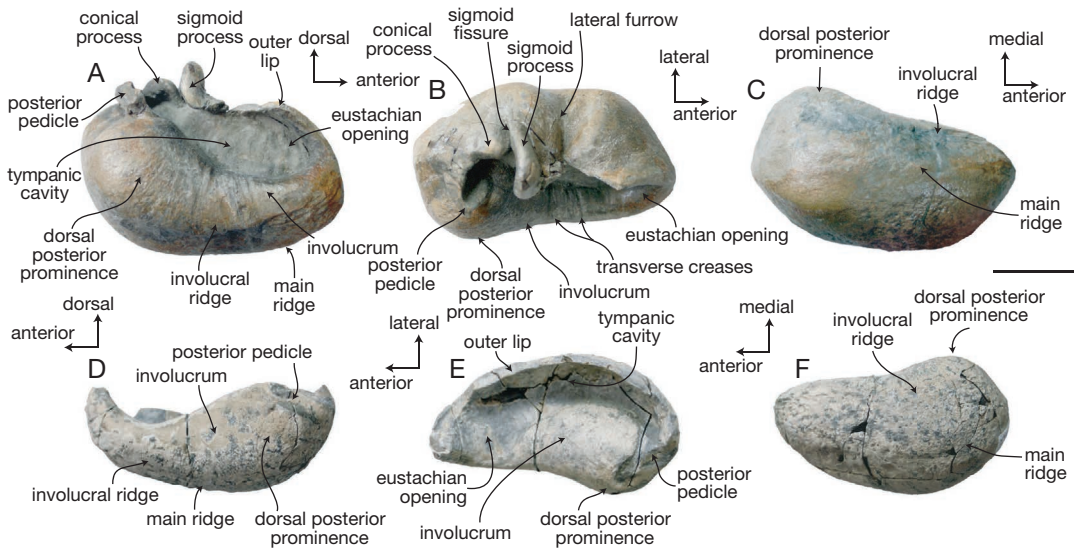 A
conical
process
sigmoid
process
outer
lip
dorsal
anterior
posterior
pedicle
eustachian
opening
tympanic
cavity
dorsal
posterior
prominence
involucral
ridge
involucrum
main
ridge
B
conical
process
sigmoid
fissure
sigmoid
process
lateral furrow
lateral
anterior
posterior
pedicle
dorsal
posterior
prominence
involucrum
transverse creases
eustachian opening
C
dorsal posterior
prominence
involucral
ridge
medial
anterior
main
ridge
D
dorsal
anterior
posterior pedicle
involucrum
involucral ridge
main ridge
dorsal posterior
prominence
E
lateral
anterior
outer lip
tympanic
cavity
eustachian
opening
involucrum
dorsal posterior
prominence
posterior
pedicle
F
medial
anterior
involucral
ridge
dorsal posterior
prominence
main
ridge